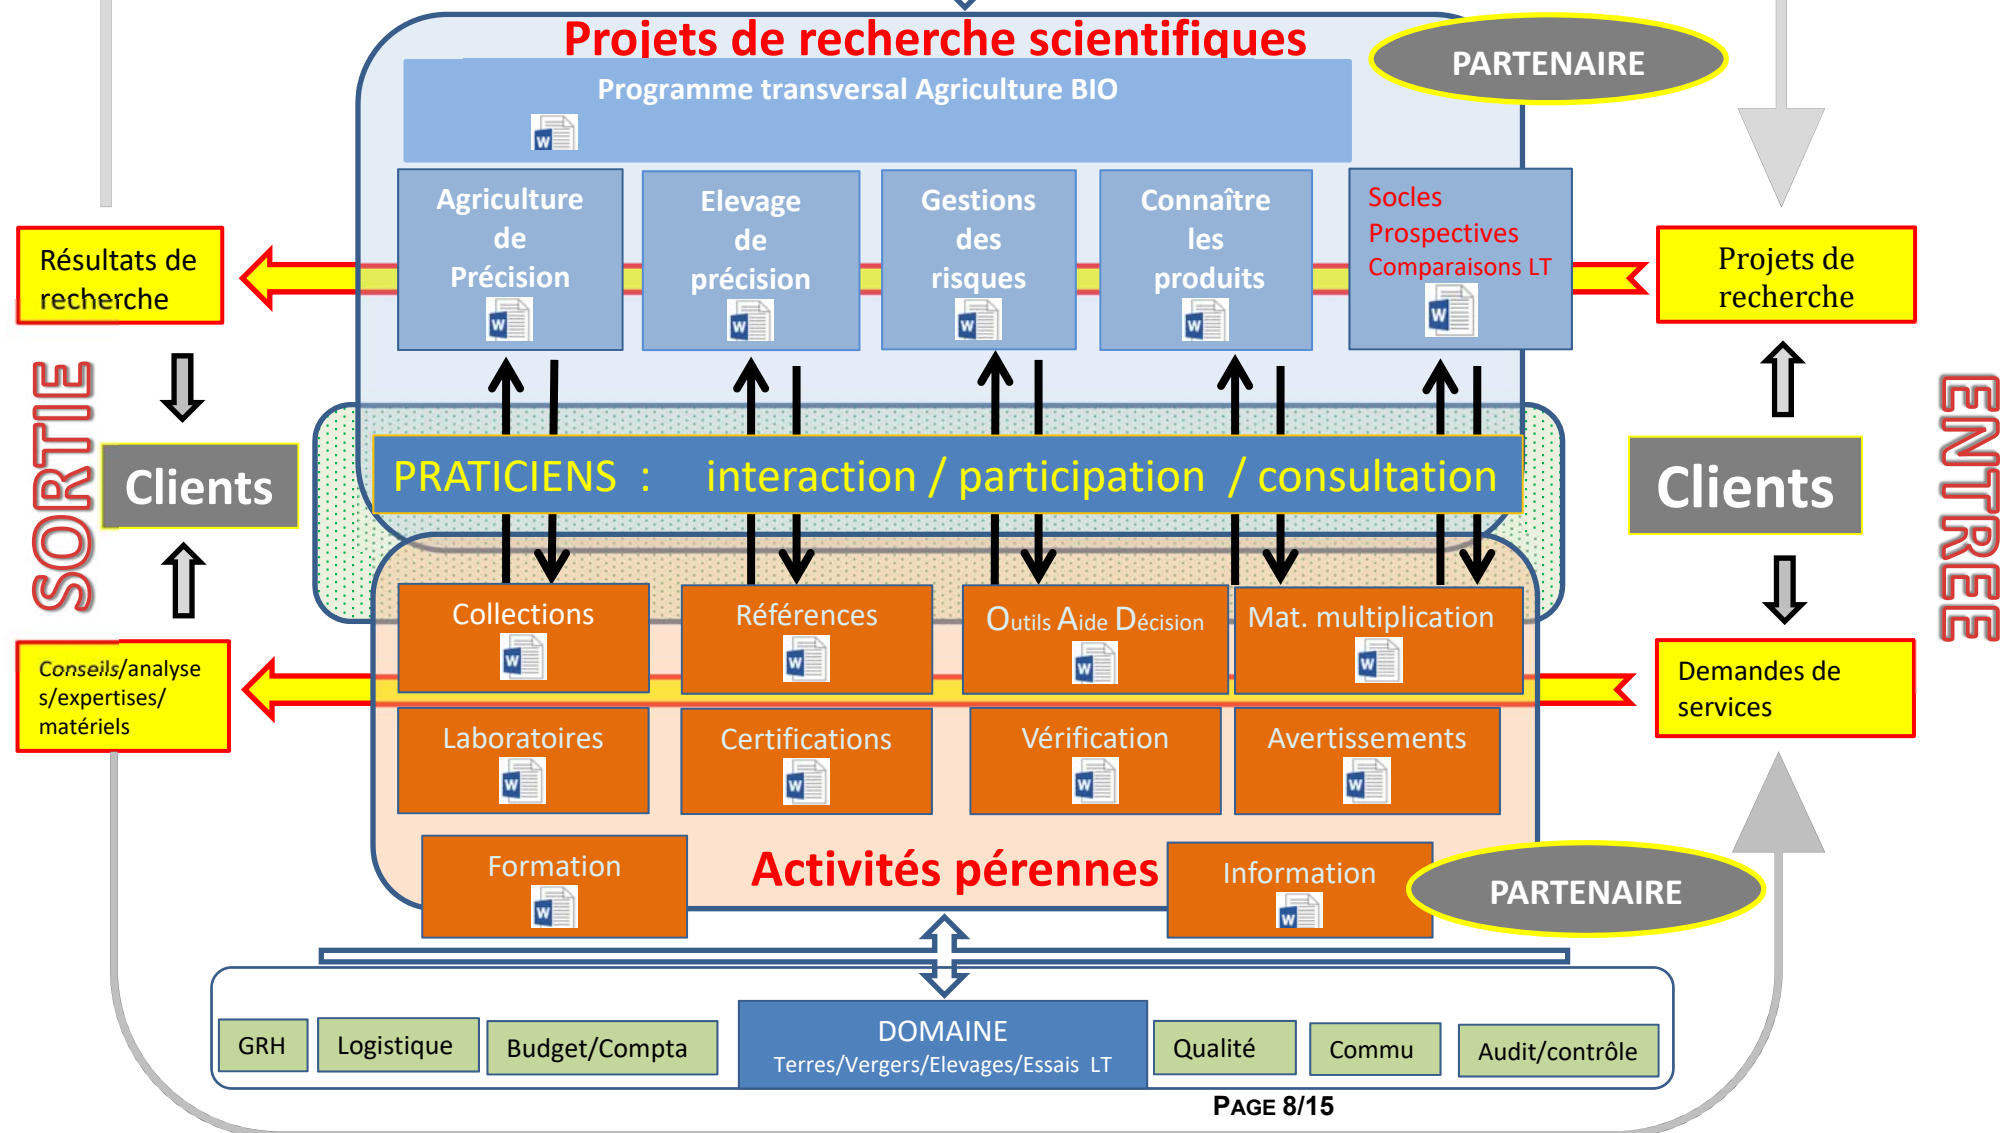 Projets de recherche scientifiques
PARTENAIRE
Programme transversal Agriculture BIO
Agriculture
de
Précision
Elevage
de
précision
Gestions
des
risques
Connaître
les
produits
Socles
Prospectives
Comparaisons LT
Résultats de
recherche
Projets de
recherche
SORTIE
Clients
PRATICIENS : interaction / participation / consultation
Clients
ENTREE
Collections
Références
Outils Aide Décision
Mat. multiplication
Conseils/analyse
s/expertises/
matériels
Demandes de
services
Laboratoires
Certifications
Vérification
Avertissements
Formation
Activités pérennes
Information
PARTENAIRE
GRH
Logistique
Budget/Compta
DOMAINE
Terres/Vergers/Elevages/Essais LT
Qualité
Commu
Audit/contrôle
PAGE 8/15